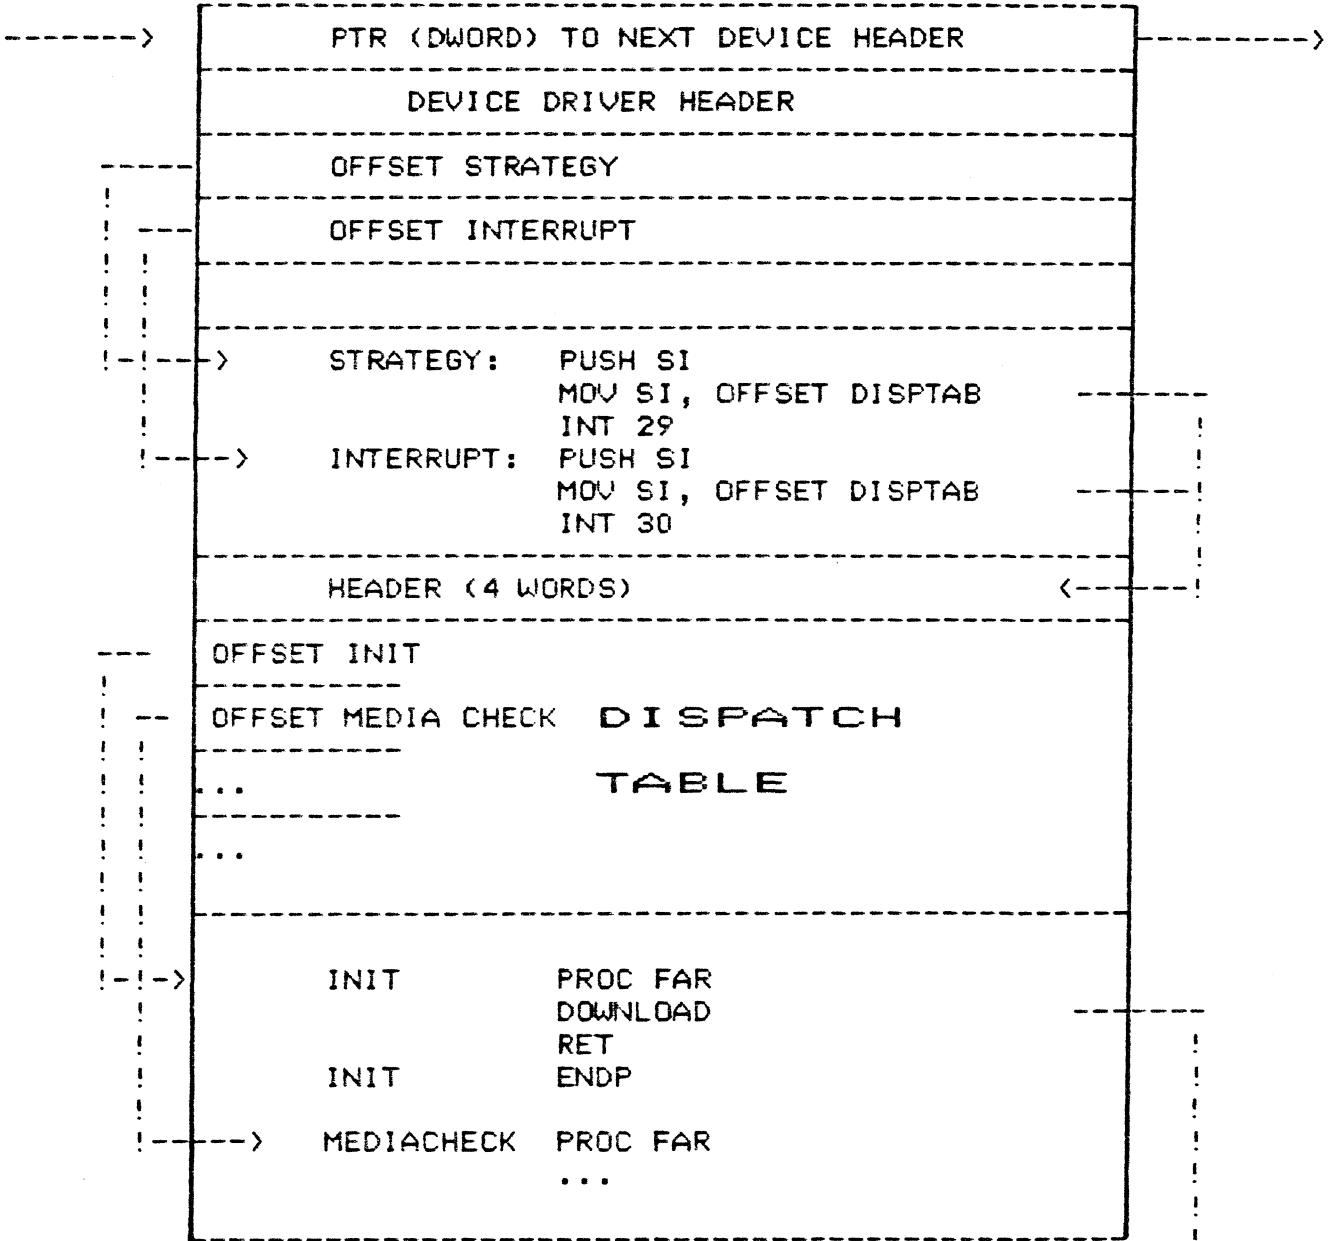 PTR (DWORD) TO NEXT DEVICE HEADER
DEVICE DRIVER HEADER
OFFSET STRATEGY
OFFSET INTERRUPT
STRATEGY: PUSH SI
MOV SI, OFFSET DISPTAB
INT 29
INTERRUPT: PUSH SI
MOV SI, OFFSET DISPTAB
INT 30
HEADER (4 WORDS)
OFFSET INIT
OFFSET MEDIA CHECK DISPATCH
... TABLE
...
INIT PROC FAR
DOWNLOAD
RET
INIT ENDP
MEDIACHECK PROC FAR
...